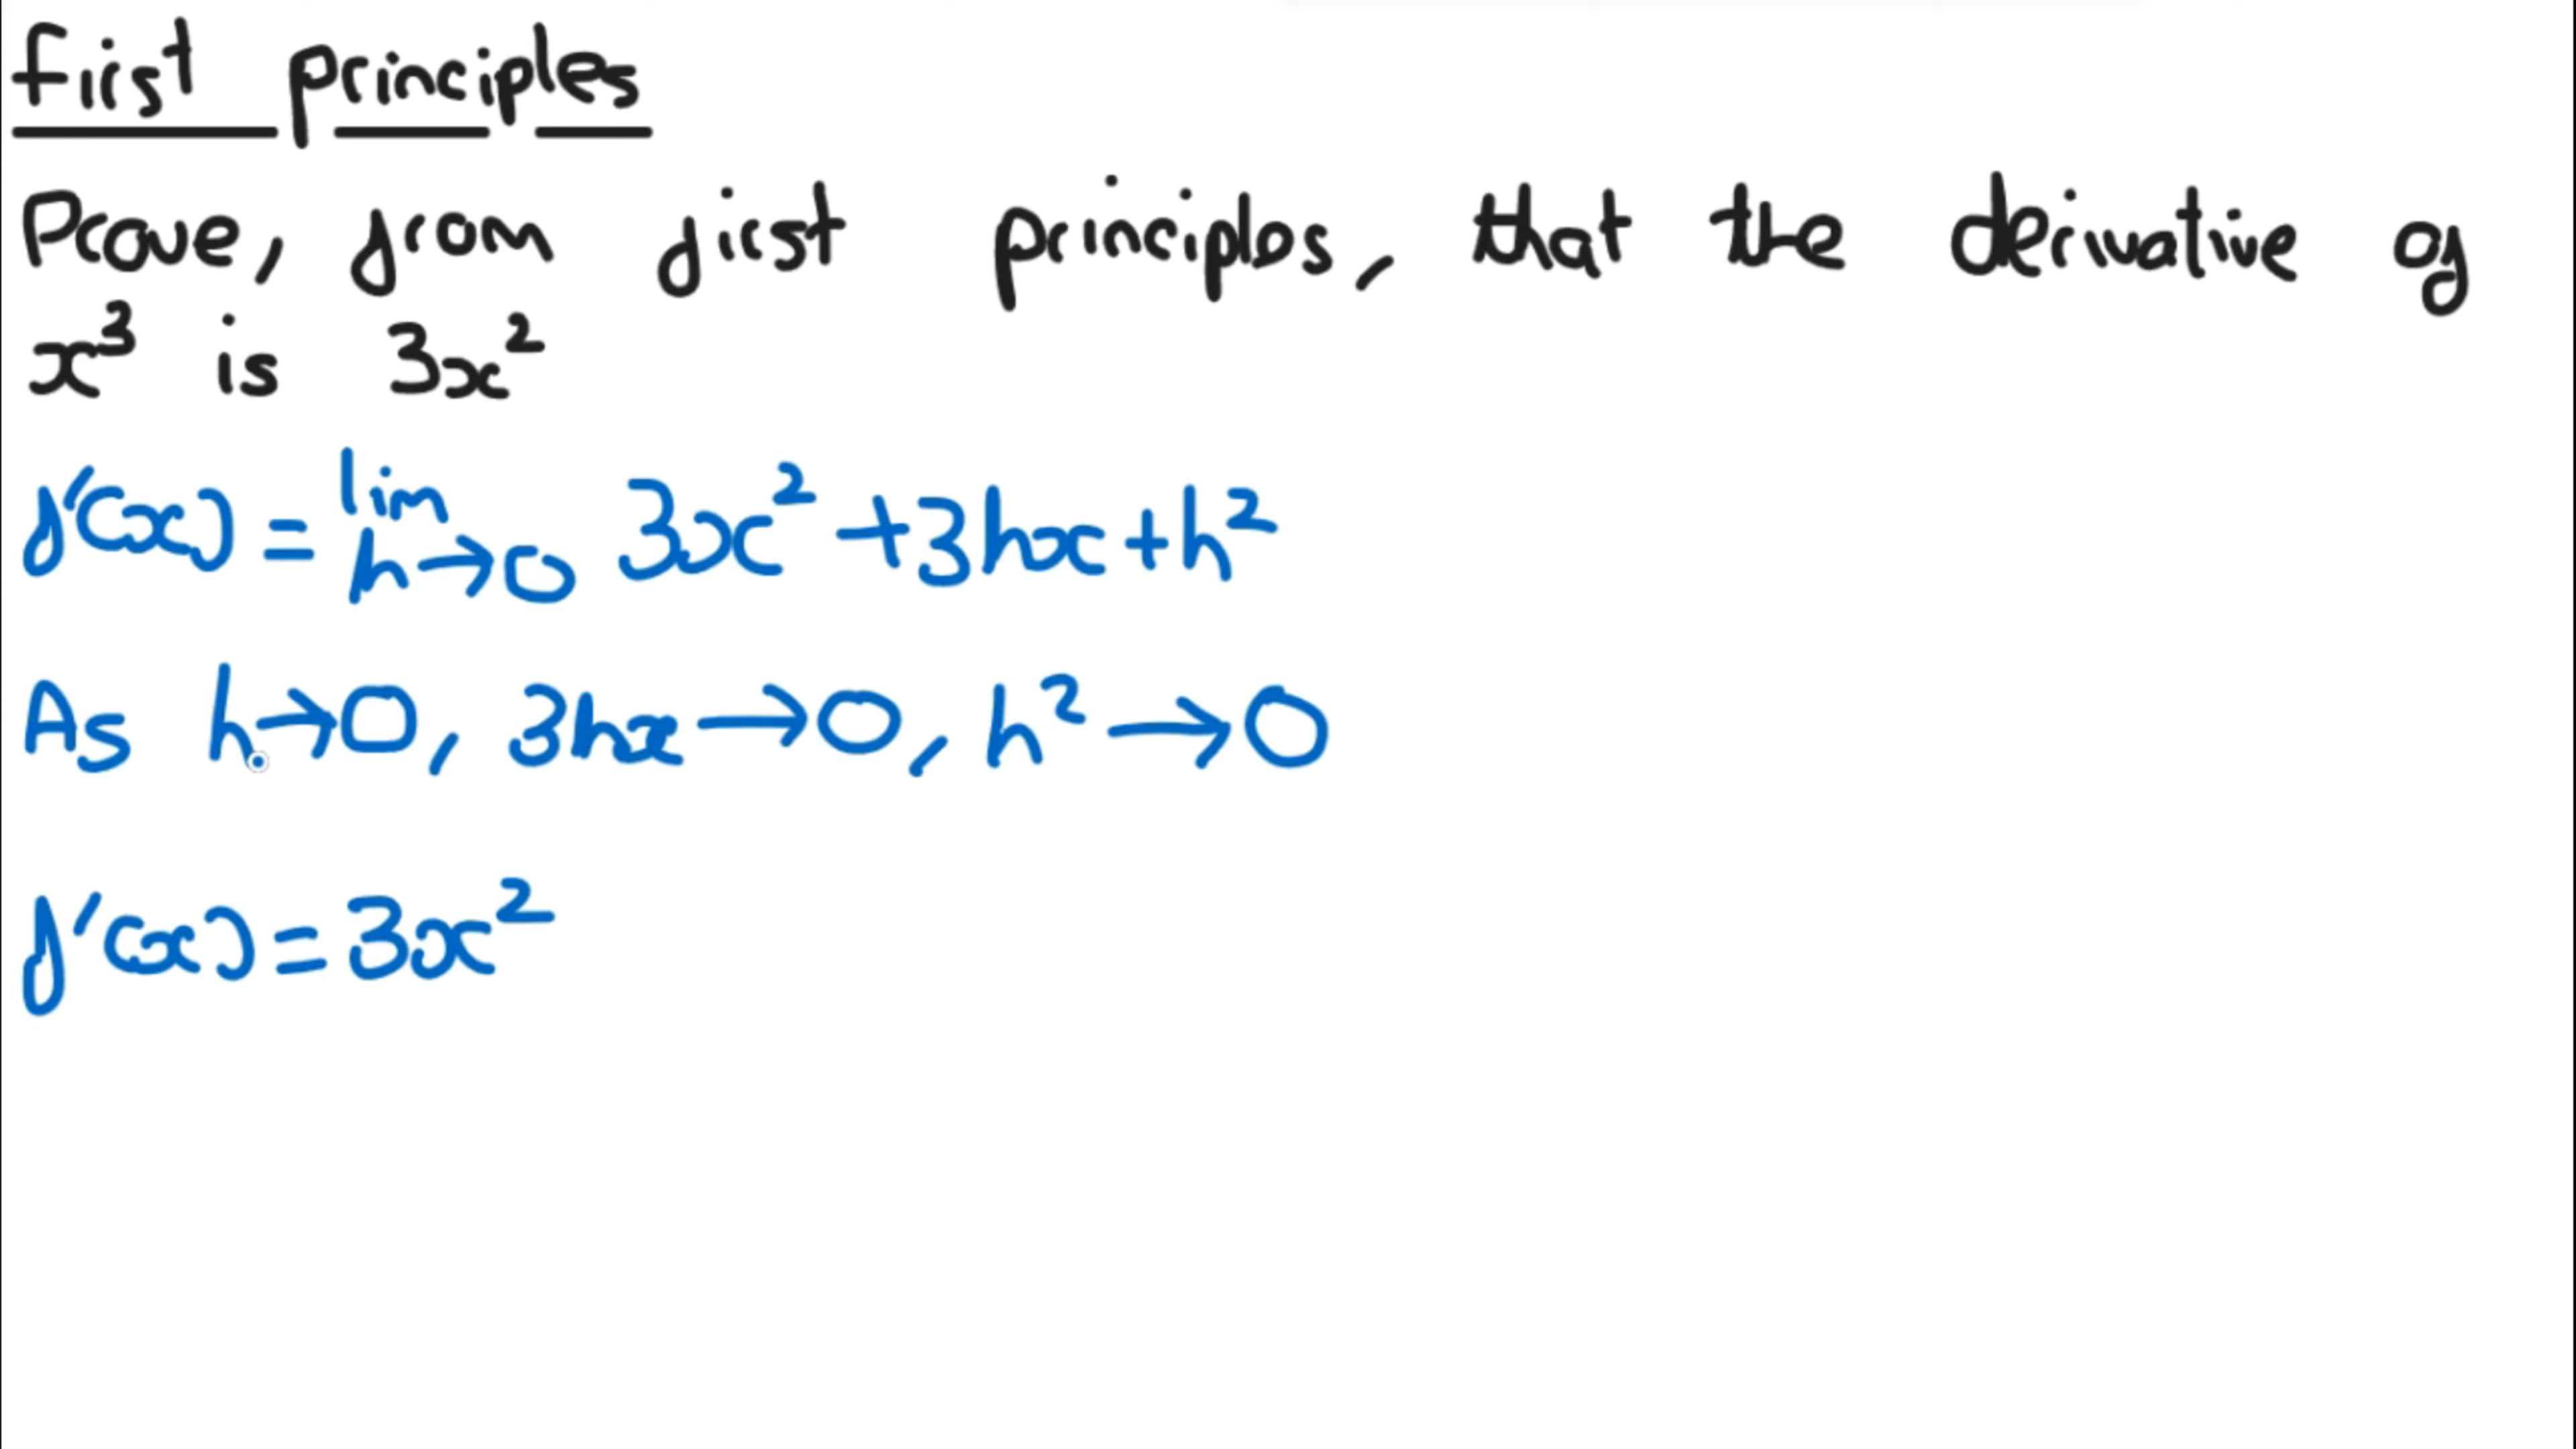 first principles
Prove, from first principles, that the derivative of
x³ is 3x²
f'(x) = lim h→0 3x² + 3hx + h²
As h→0, 3hx → 0, h² → 0
f'(x) = 3x²